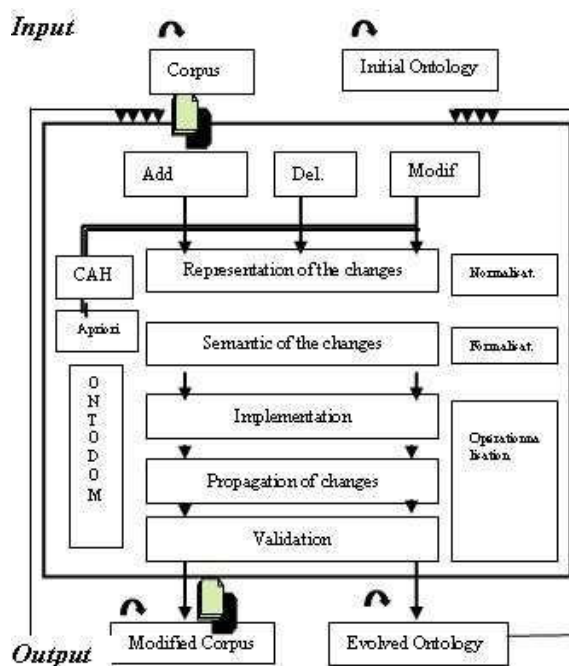 Input
Corpus
Initial Ontology
Add
Del.
Modif
CAH
Representation of the changes
Normalisat.
Apriori
Semantic of the changes
Formalisat.
ONTODOM
Implementation
Operationna
lisation
Propagation of changes
Validation
Output
Modified Corpus
Evolved Ontology